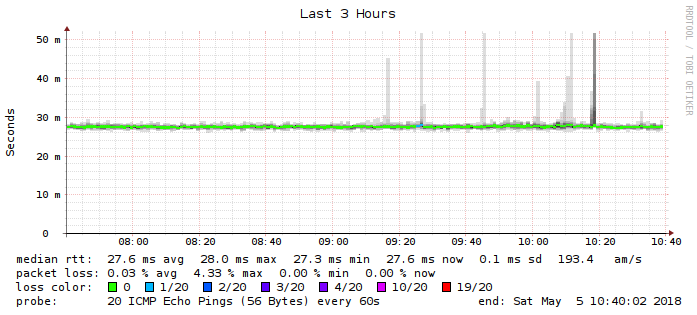 Last 3 Hours
RRDTOOL / TOBI OETIKER
Seconds
50 m
40 m
30 m
20 m
10 m
0
08:00 08:20 08:40 09:00 09:20 09:40 10:00 10:20 10:40
median rtt: 27.6 ms avg 28.0 ms max 27.3 ms min 27.6 ms now 0.1 ms sd 193.4 am/s
packet loss: 0.03 % avg 4.33 % max 0.00 % min 0.00 % now
loss color: 0 1/20 2/20 3/20 4/20 10/20 19/20
probe: 20 ICMP Echo Pings (56 Bytes) every 60s end: Sat May 5 10:40:02 2018